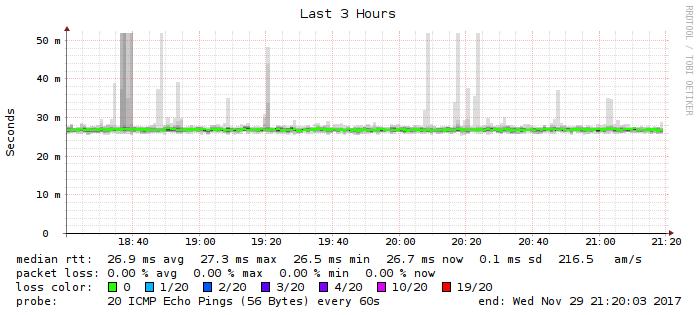 Last 3 Hours
RRDTOOL / TOBI OETIKER
Seconds
50 m
40 m
30 m
20 m
10 m
0
18:40 19:00 19:20 19:40 20:00 20:20 20:40 21:00 21:20
median rtt: 26.9 ms avg 27.3 ms max 26.5 ms min 26.7 ms now 0.1 ms sd 216.5 am/s
packet loss: 0.00 % avg 0.00 % max 0.00 % min 0.00 % now
loss color: 0 1/20 2/20 3/20 4/20 10/20 19/20
probe: 20 ICMP Echo Pings (56 Bytes) every 60s end: Wed Nov 29 21:20:03 2017